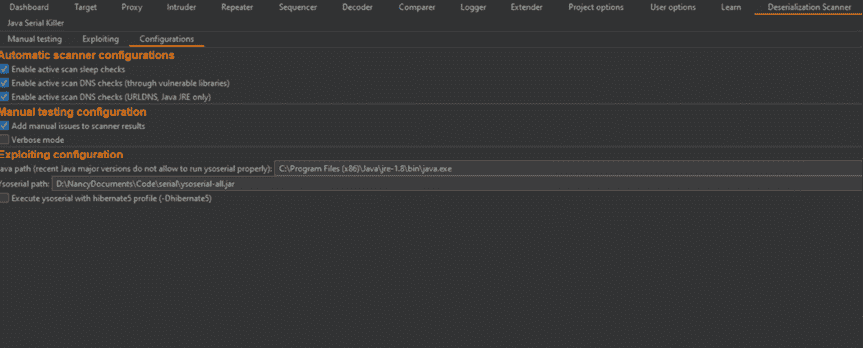 Dashboard Target Proxy Intruder Repeater Sequencer Decoder Comparer Logger Extender Project options User options Learn Deserialization Scanner
Java Serial Killer
Manual testing Exploiting Configurations
Automatic scanner configurations
Enable active scan sleep checks
Enable active scan DNS checks (through vulnerable libraries)
Enable active scan DNS checks (URLDNS, Java JRE only)
Manual testing configuration
Add manual issues to scanner results
Verbose mode
Exploiting configuration
ava path (recent Java major versions do not allow to run ysoserial properly): C:\Program Files (x86)\Java\jre-1.8\bin\java.exe
Ysoserial path: D:\NancyDocuments\Code\serial\ysoserial-all.jar
Execute ysoserial with hibernate5 profile (-Dhibernate5)